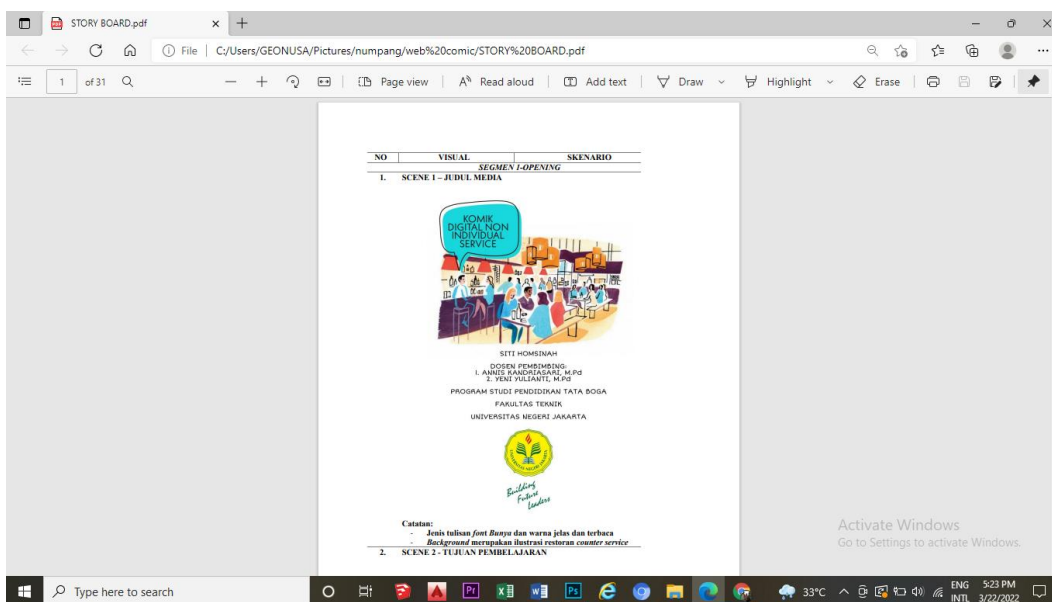 STORY BOARD.pdf
File C:/Users/GEONUSA/Pictures/numpang/web%20comic/STORY%20BOARD.pdf
1 of 31 Page view Read aloud Add text Draw Highlight Erase
NO VISUAL SKENARIO
SEGMEN 1-OPENING
1. SCENE 1 – JUDUL MEDIA
KOMIK
DIGITAL NON
INDIVIDUAL
SERVICE
SITI HOMSINAH
DOSEN PEMBIMBING:
1. ANNIS KANDRIASARI, M.Pd
2. YENI YULIANTI, M.Pd
PROGRAM STUDI PENDIDIKAN TATA BOGA
FAKULTAS TEKNIK
UNIVERSITAS NEGERI JAKARTA
UNIVERSITAS NEGERI JAKARTA
Building
Future
Leaders
Catatan:
- Jenis tulisan font Bunya dan warna jelas dan terbaca
- Background merupakan ilustrasi restoran counter service
2. SCENE 2 - TUJUAN PEMBELAJARAN
Activate Windows
Go to Settings to activate Windows.
Type here to search
33°C
ENG
INTL
5:23 PM
3/22/2022